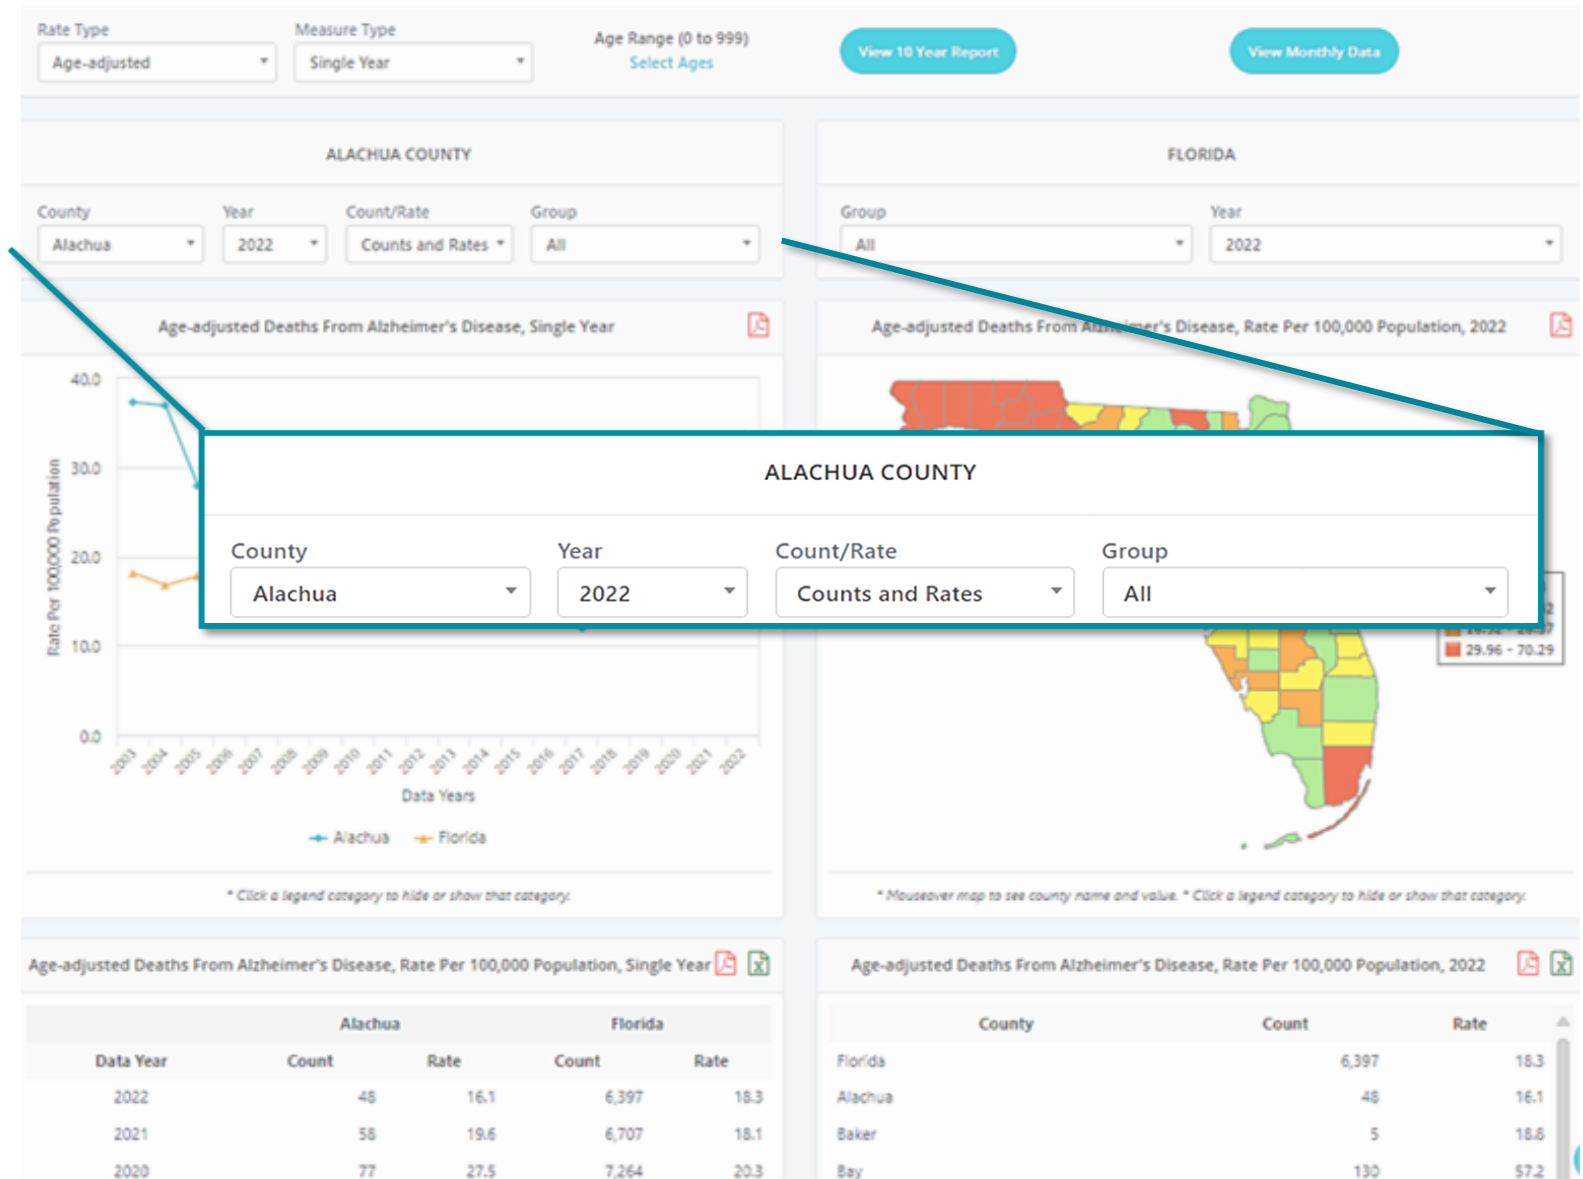 Rate Type
Measure Type
Age-adjusted
Single Year
Age Range (0 to 999)
Select Ages
View 10 Year Report
View Monthly Data
ALACHUA COUNTY
County
Year
Count/Rate
Group
Alachua
2022
Counts and Rates
All
FLORIDA
Group
Year
All
2022
Age-adjusted Deaths From Alzheimer's Disease, Single Year
40.0
30.0
20.0
10.0
0.0
Rate Per 100,000 Population
2003 2004 2005 2006 2007 2008 2009 2010 2011 2012 2013 2014 2015 2016 2017 2018 2019 2020 2021 2022
Data Years
Alachua Florida
* Click a legend category to hide or show that category.
Age-adjusted Deaths From Alzheimer's Disease, Rate Per 100,000 Population, 2022
29.96 - 70.29
* Mouseover map to see county name and value. * Click a legend category to hide or show that category.
ALACHUA COUNTY
County
Year
Count/Rate
Group
Alachua
2022
Counts and Rates
All
Age-adjusted Deaths From Alzheimer's Disease, Rate Per 100,000 Population, Single Year
Alachua Florida
Data Year Count Rate Count Rate
2022 48 16.1 6,397 18.3
2021 58 19.6 6,707 18.1
2020 77 27.5 7,264 20.3
Age-adjusted Deaths From Alzheimer's Disease, Rate Per 100,000 Population, 2022
County Count Rate
Florida 6,397 18.3
Alachua 48 16.1
Baker 5 18.8
Bay 130 57.2